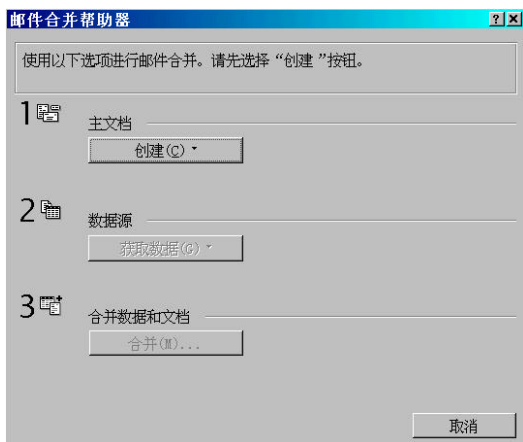 邮件合并帮助器
使用以下选项进行邮件合并。请先选择“创建”按钮。
1
主文档
创建(C)
2
数据源
获取数据(G)
3
合并数据和文档
合并(M)...
取消